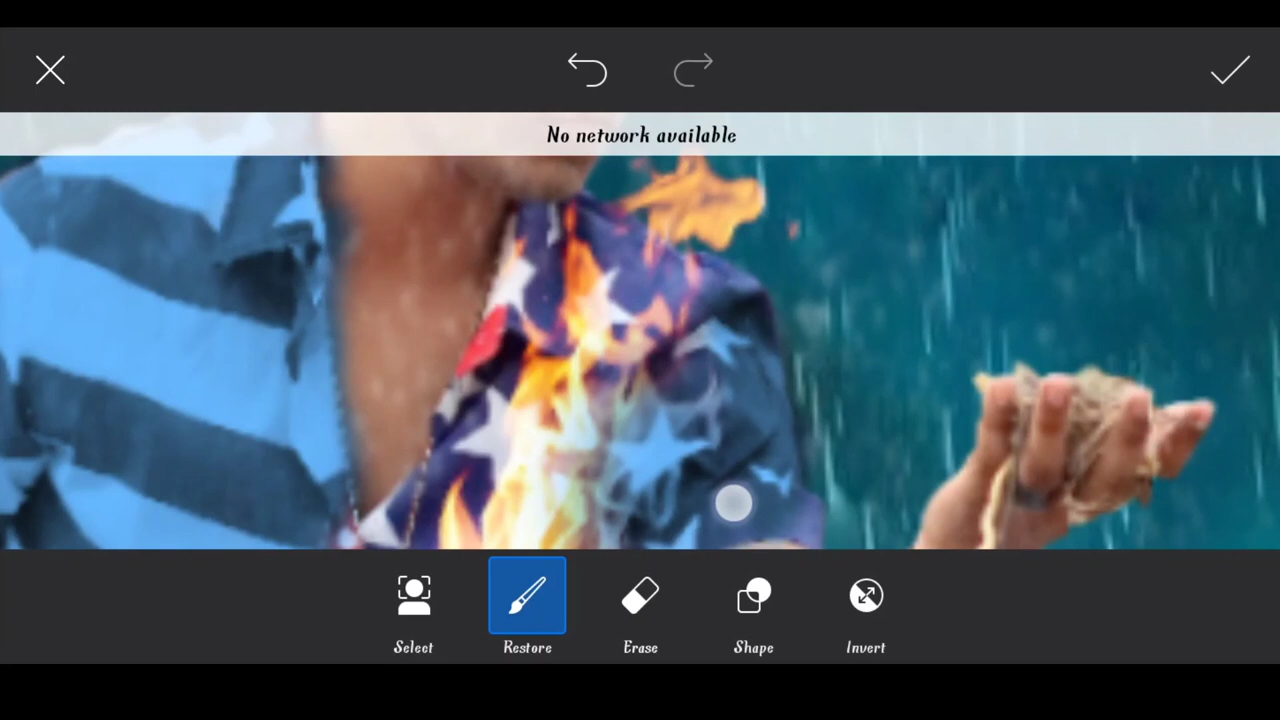 No network available
Select
Restore
Erase
Shape
Invert